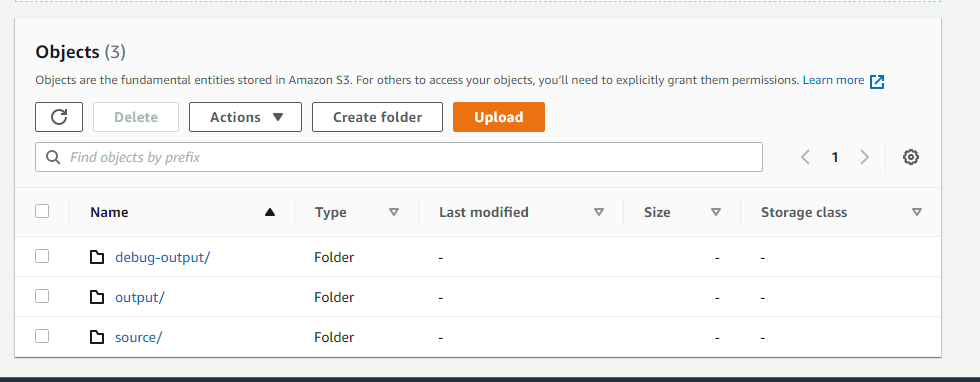 Objects (3)
Objects are the fundamental entities stored in Amazon S3. For others to access your objects, you'll need to explicitly grant them permissions. Learn more
Delete Actions Create folder Upload
Find objects by prefix 1
Name Type Last modified Size Storage class
debug-output/ Folder - - -
output/ Folder - - -
source/ Folder - - -